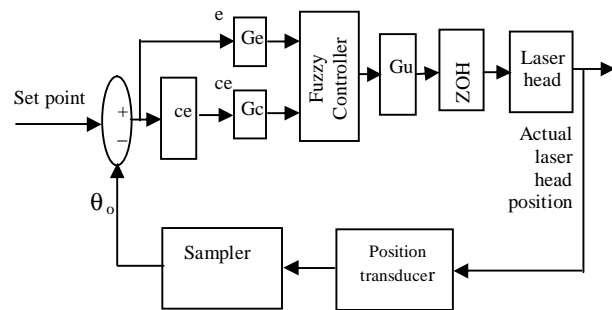 e
Ge
Fuzzy
Controller
Gu
ZOH
Laser
head
Set point
+
−
ce
ce
Gc
Actual
laser
head
position
θo
Sampler
Position
transducer